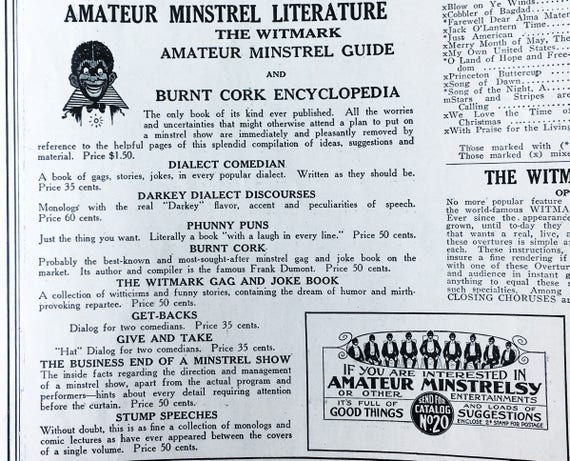 AMATEUR MINSTREL LITERATURE
THE WITMARK
AMATEUR MINSTREL GUIDE
AND
BURNT CORK ENCYCLOPEDIA
The only book of its kind ever published. All the worries
and uncertainties that might otherwise attend a plan to put on
a minstrel show are immediately and pleasantly removed by
reference to the helpful pages of this splendid compilation of ideas, suggestions and
material. Price $1.50.
DIALECT COMEDIAN
A book of gags, stories, jokes, in every popular dialect. Written as they should be.
Price 35 cents.
DARKEY DIALECT DISCOURSES
Monologs with the real "Darkey" flavor, accent and peculiarities of speech.
Price 60 cents.
PHUNNY PUNS
Just the thing you want. Literally a book "with a laugh in every line." Price 50 cents.
BURNT CORK
Probably the best-known and most-sought-after minstrel gag and joke book on the
market. Its author and compiler is the famous Frank Dumont. Price 50 cents.
THE WITMARK GAG AND JOKE BOOK
A collection of witticisms and funny stories, containing the dream of humor and mirth-
provoking repartee. Price 50 cents.
GET-BACKS
Dialog for two comedians. Price 35 cents.
GIVE AND TAKE
"Hat" Dialog for two comedians. Price 35 cents.
THE BUSINESS END OF A MINSTREL SHOW
The inside facts regarding the direction and management
of a minstrel show, apart from the actual program and
performers—hints about every detail requiring attention
before the curtain. Price 50 cents.
STUMP SPEECHES
Without doubt, this is as fine a collection of monologs and
comic lectures as have ever appeared between the covers
of a single volume. Price 50 cents.
IF YOU ARE INTERESTED IN
AMATEUR MINSTRELSY
OR OTHER ENTERTAINMENTS
SEND FOR
CATALOG
No. 20
IT'S FULL OF
GOOD THINGS
AND LOADS OF
SUGGESTIONS
ENCLOSE 2¢ STAMP FOR POSTAGE
xBlow on Ye Winds
xCobbler of Bagdad
*Farewell Dear Alma Mater
xJack O'Lantern Time
*Just American
xMerry Month of May, The
xMy Own United States
*O Land of Hope and Free-
dom
xPrinceton Buttercup
xSong of Dawn
*Song of the Night, A
mStars and Stripes are
Calling
xWe Love the Time o
Christmas
xWith Praise for the Living
Those marked with (*
Those marked (x) mixe
THE WITM
OP
No more popular feature
the world-famous WITMA
Ever since the appearance
grown, until to-day they
that wants a real, live, a
these overtures is simple a
each. These instructions,
insure a fine rendering if
with one of these Overtur
and audience in instant g
anything to equal these s
such specialties. Among
CLOSING CHORUSES a